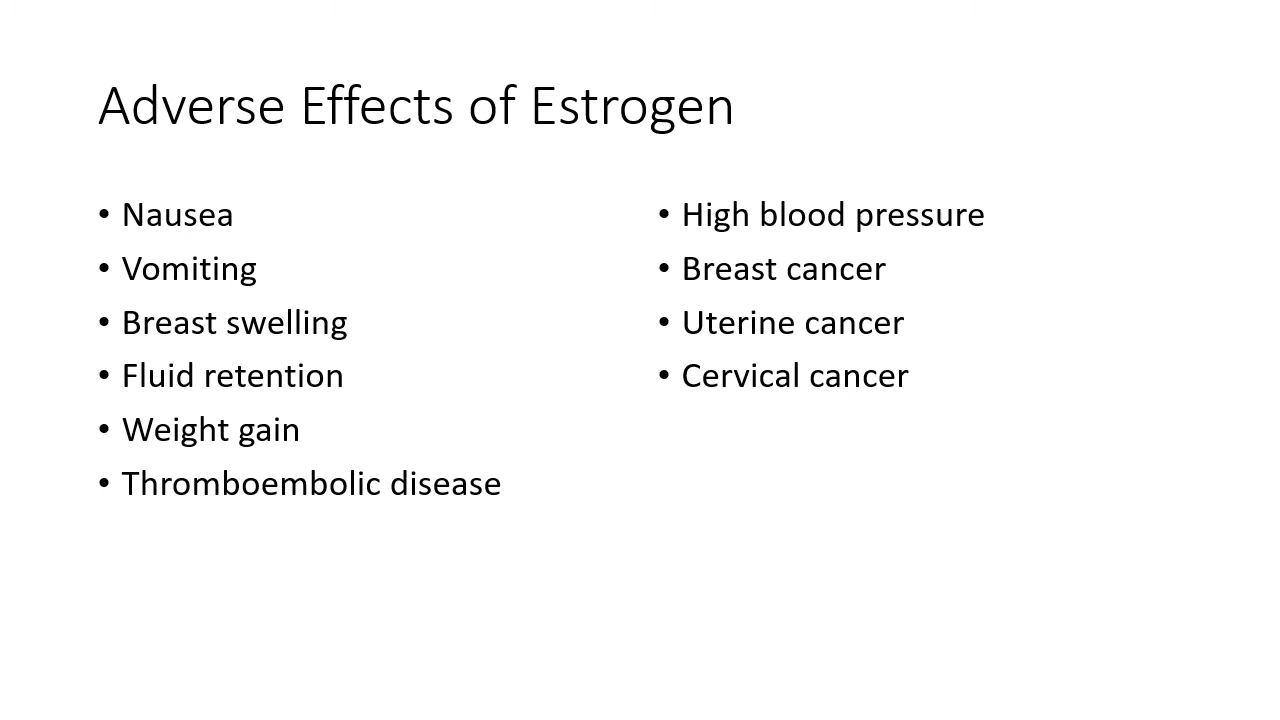 Adverse Effects of Estrogen
• Nausea
• Vomiting
• Breast swelling
• Fluid retention
• Weight gain
• Thromboembolic disease
• High blood pressure
• Breast cancer
• Uterine cancer
• Cervical cancer